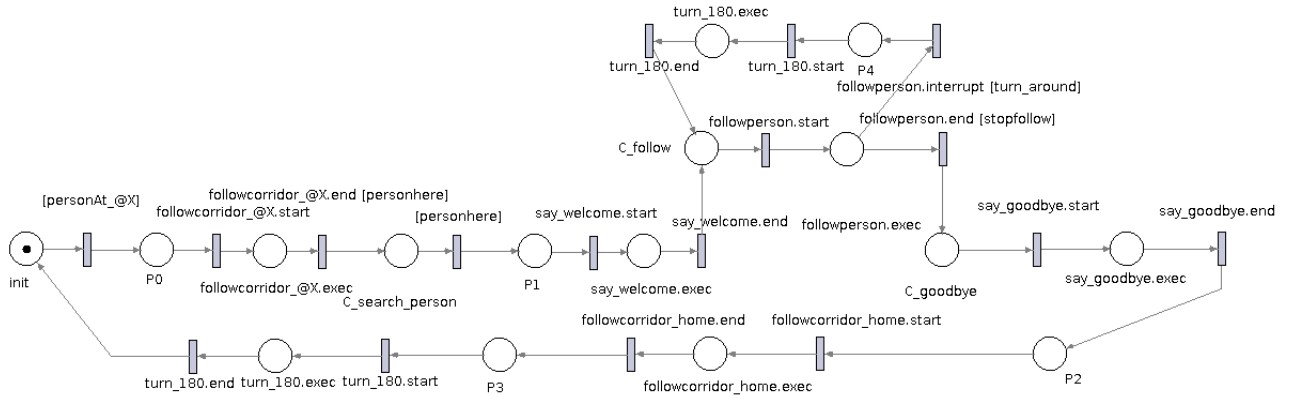 turn_180.exec
turn_180.end
turn_180.start
P4
followperson.interrupt [turn_around]
followperson.start
followperson.end [stopfollow]
C_follow
followcorridor_@X.end [personhere]
[personAt_@X]
followcorridor_@X.start
[personhere]
say_welcome.start
say_welcome.end
followperson.exec
say_goodbye.start
say_goodbye.end
init
P0
followcorridor_@X.exec
C_search_person
P1
say_welcome.exec
C_goodbye
say_goodbye.exec
followcorridor_home.end
followcorridor_home.start
turn_180.end
turn_180.exec
turn_180.start
P3
followcorridor_home.exec
P2